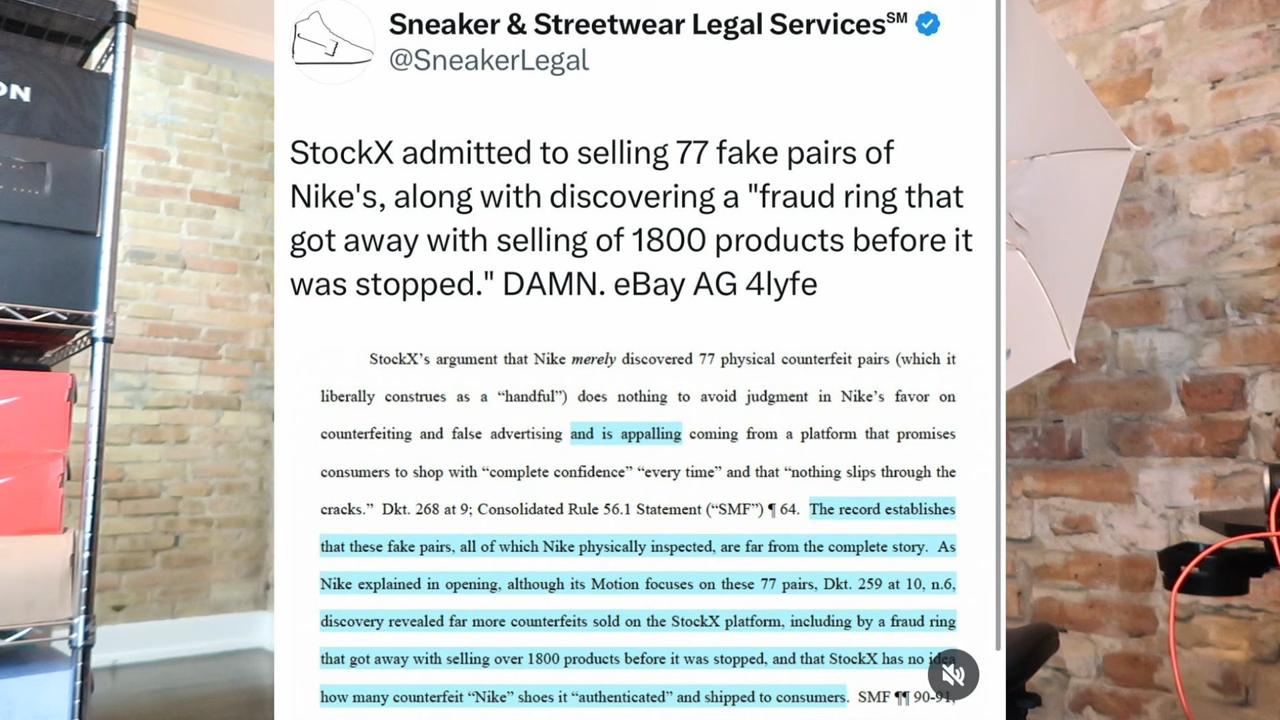 ON
Sneaker & Streetwear Legal Services℠
@SneakerLegal
StockX admitted to selling 77 fake pairs of
Nike's, along with discovering a "fraud ring that
got away with selling of 1800 products before it
was stopped." DAMN. eBay AG 4lyfe
StockX’s argument that Nike merely discovered 77 physical counterfeit pairs (which it
liberally construes as a “handful”) does nothing to avoid judgment in Nike’s favor on
counterfeiting and false advertising and is appalling coming from a platform that promises
consumers to shop with “complete confidence” “every time” and that “nothing slips through the
cracks.” Dkt. 268 at 9; Consolidated Rule 56.1 Statement (“SMF”) ¶ 64. The record establishes
that these fake pairs, all of which Nike physically inspected, are far from the complete story. As
Nike explained in opening, although its Motion focuses on these 77 pairs, Dkt. 259 at 10, n.6,
discovery revealed far more counterfeits sold on the StockX platform, including by a fraud ring
that got away with selling over 1800 products before it was stopped, and that StockX has no idea
how many counterfeit “Nike” shoes it “authenticated” and shipped to consumers. SMF ¶¶ 90-91,